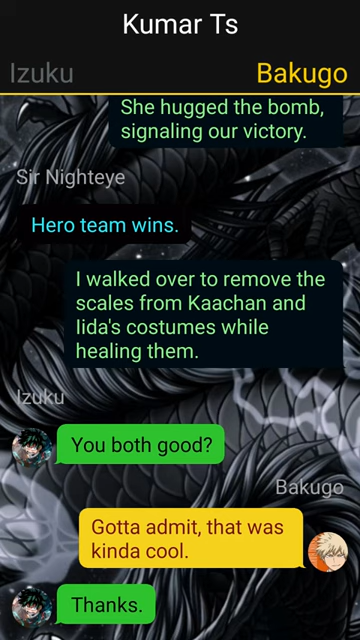 Kumar Ts
Izuku Bakugo
She hugged the bomb,
signaling our victory.
Sir Nighteye
Hero team wins.
I walked over to remove the
scales from Kaachan and
Iida's costumes while
healing them.
Izuku
You both good?
Bakugo
Gotta admit, that was
kinda cool.
Thanks.